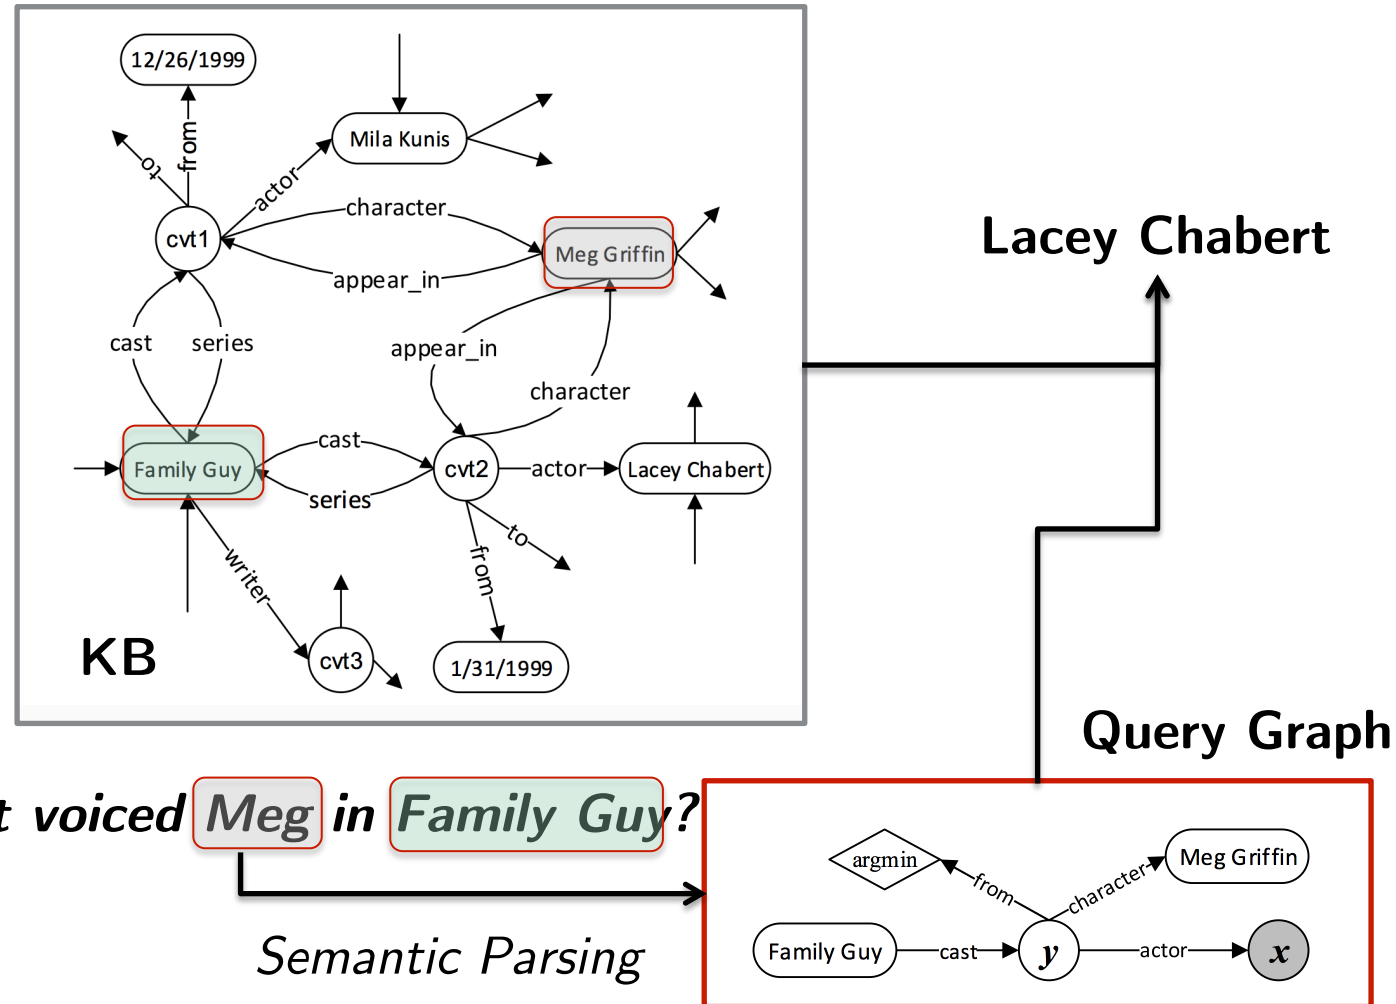 12/26/1999
Mila Kunis
to
from
actor
character
cvt1
Meg Griffin
appear_in
cast
series
appear_in
character
Family Guy
cast
cvt2
actor
Lacey Chabert
series
writer
from
to
KB
cvt3
1/31/1999
Lacey Chabert
Query Graph
t voiced Meg in Family Guy?
Semantic Parsing
argmin
from
character
Meg Griffin
Family Guy
cast
y
actor
x